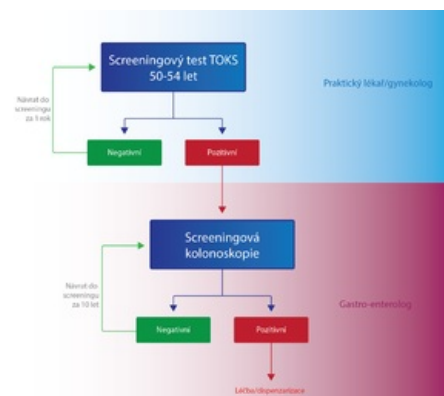 Screeningový test TOKS
50-54 let
Praktický lékař/gynekolog
Návrat do
screeningu
za 1 rok
Negativní
Pozitivní
Screeningová
kolonoskopie
Návrat do
screeningu
za 10 let
Gastro-enterolog
Negativní
Pozitivní
Léčba/dispenzarizace